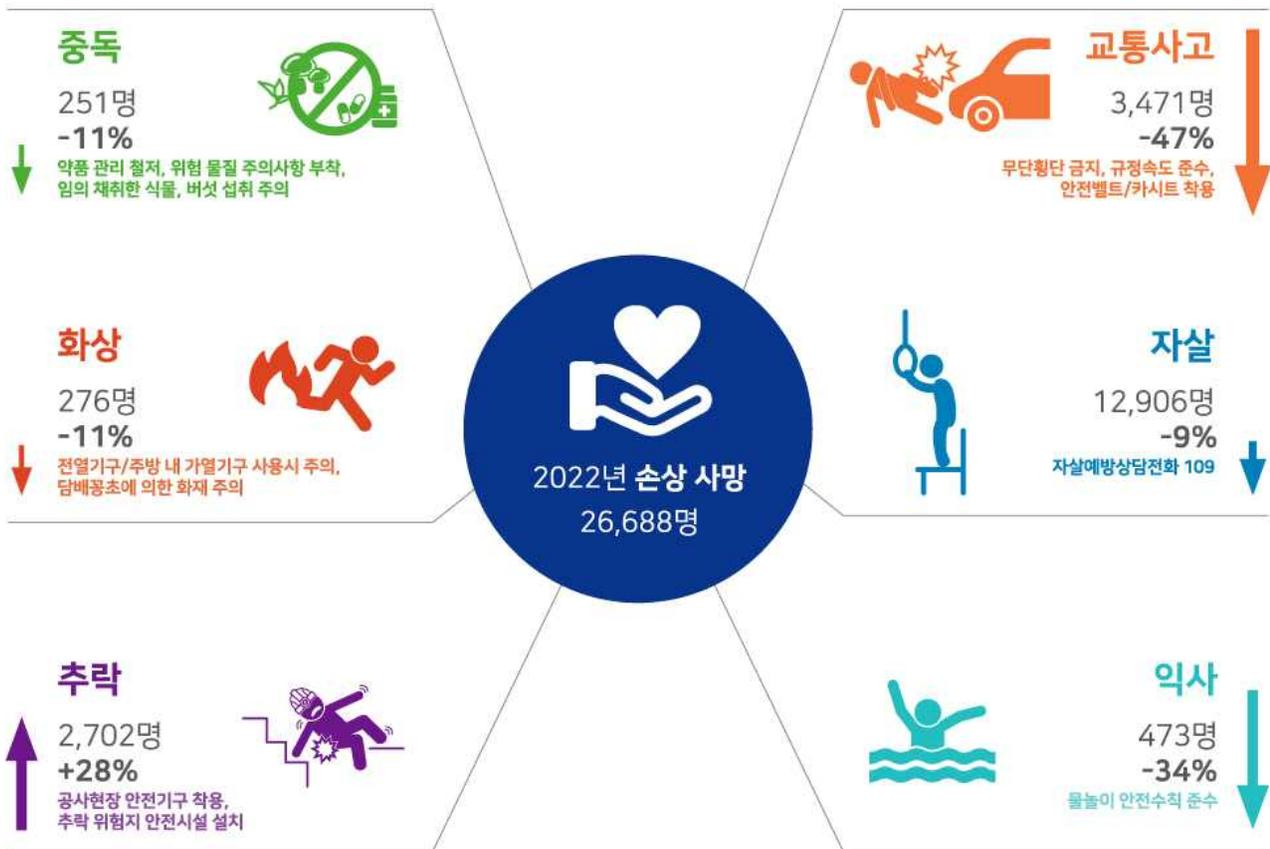 중독
251명
-11%
약품 관리 철저, 위험 물질 주의사항 부착,
임의 채취한 식물, 버섯 섭취 주의
교통사고
3,471명
-47%
무단횡단 금지, 규정속도 준수,
안전벨트/카시트 착용
화상
276명
-11%
전열기구/주방 내 가열기구 사용시 주의,
담배꽁초에 의한 화재 주의
2022년 손상 사망
26,688명
자살
12,906명
-9%
자살예방상담전화 109
추락
2,702명
+28%
공사현장 안전기구 착용,
추락 위험지 안전시설 설치
익사
473명
-34%
물놀이 안전수칙 준수